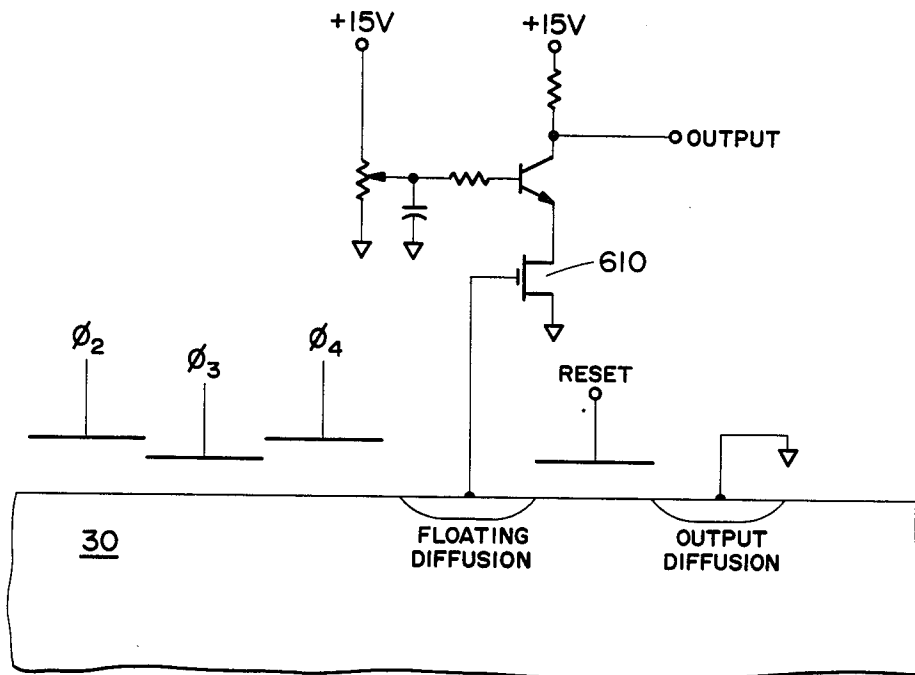 +15V
+15V
OUTPUT
610
Ø2
Ø3
Ø4
RESET
30
FLOATING
DIFFUSION
OUTPUT
DIFFUSION